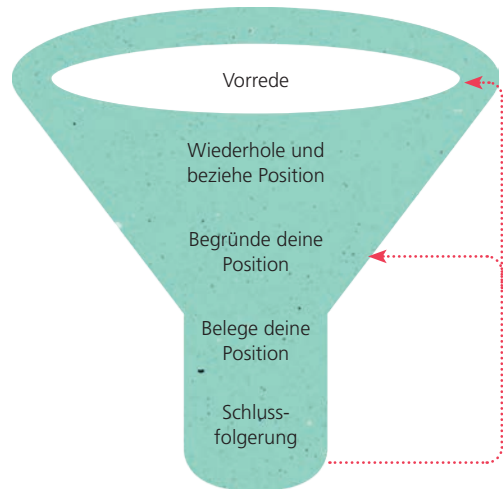 Vorrede
Wiederhole und
beziehe Position
Begründe deine
Position
Belege deine
Position
Schluss-
folgerung